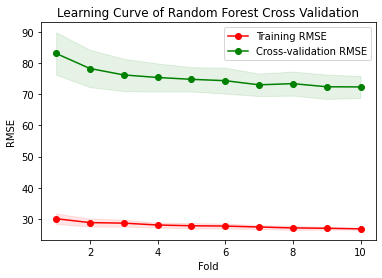 Learning Curve of Random Forest Cross Validation
Training RMSE
Cross-validation RMSE
90
80
70
60
50
40
30
RMSE
2
4
6
8
10
Fold